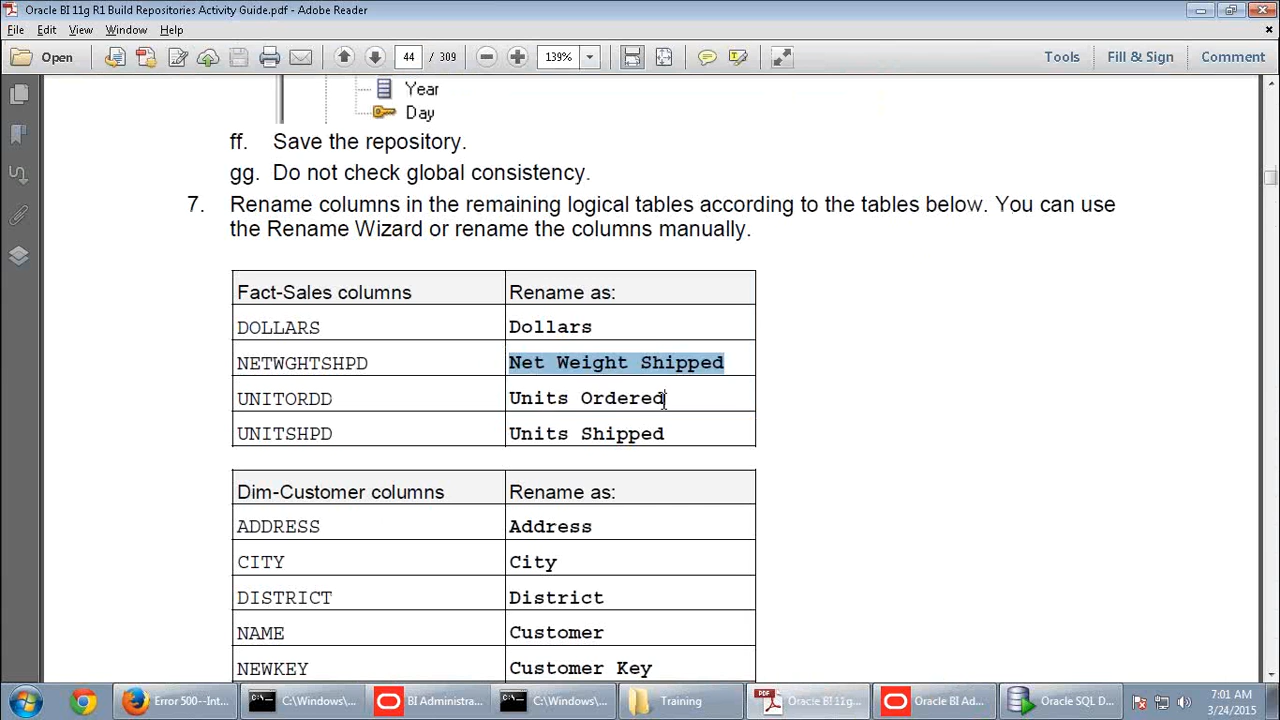 Oracle BI 11g R1 Build Repositories Activity Guide.pdf - Adobe Reader
File Edit View Window Help
Open 44 / 309 139% Tools Fill & Sign Comment
Year
Day
ff. Save the repository.
gg. Do not check global consistency.
7. Rename columns in the remaining logical tables according to the tables below. You can use
the Rename Wizard or rename the columns manually.
Fact-Sales columns Rename as:
DOLLARS Dollars
NETWGHTSHPD Net Weight Shipped
UNITORDD Units Ordered
UNITSHPD Units Shipped
Dim-Customer columns Rename as:
ADDRESS Address
CITY City
DISTRICT District
NAME Customer
NEWKEY Customer Key
Error 500--Int... C:\Windows\... BI Administra... C:\Windows\... Training Oracle BI 11g... Oracle BI Ad... Oracle SQL D... 7:01 AM
3/24/2015